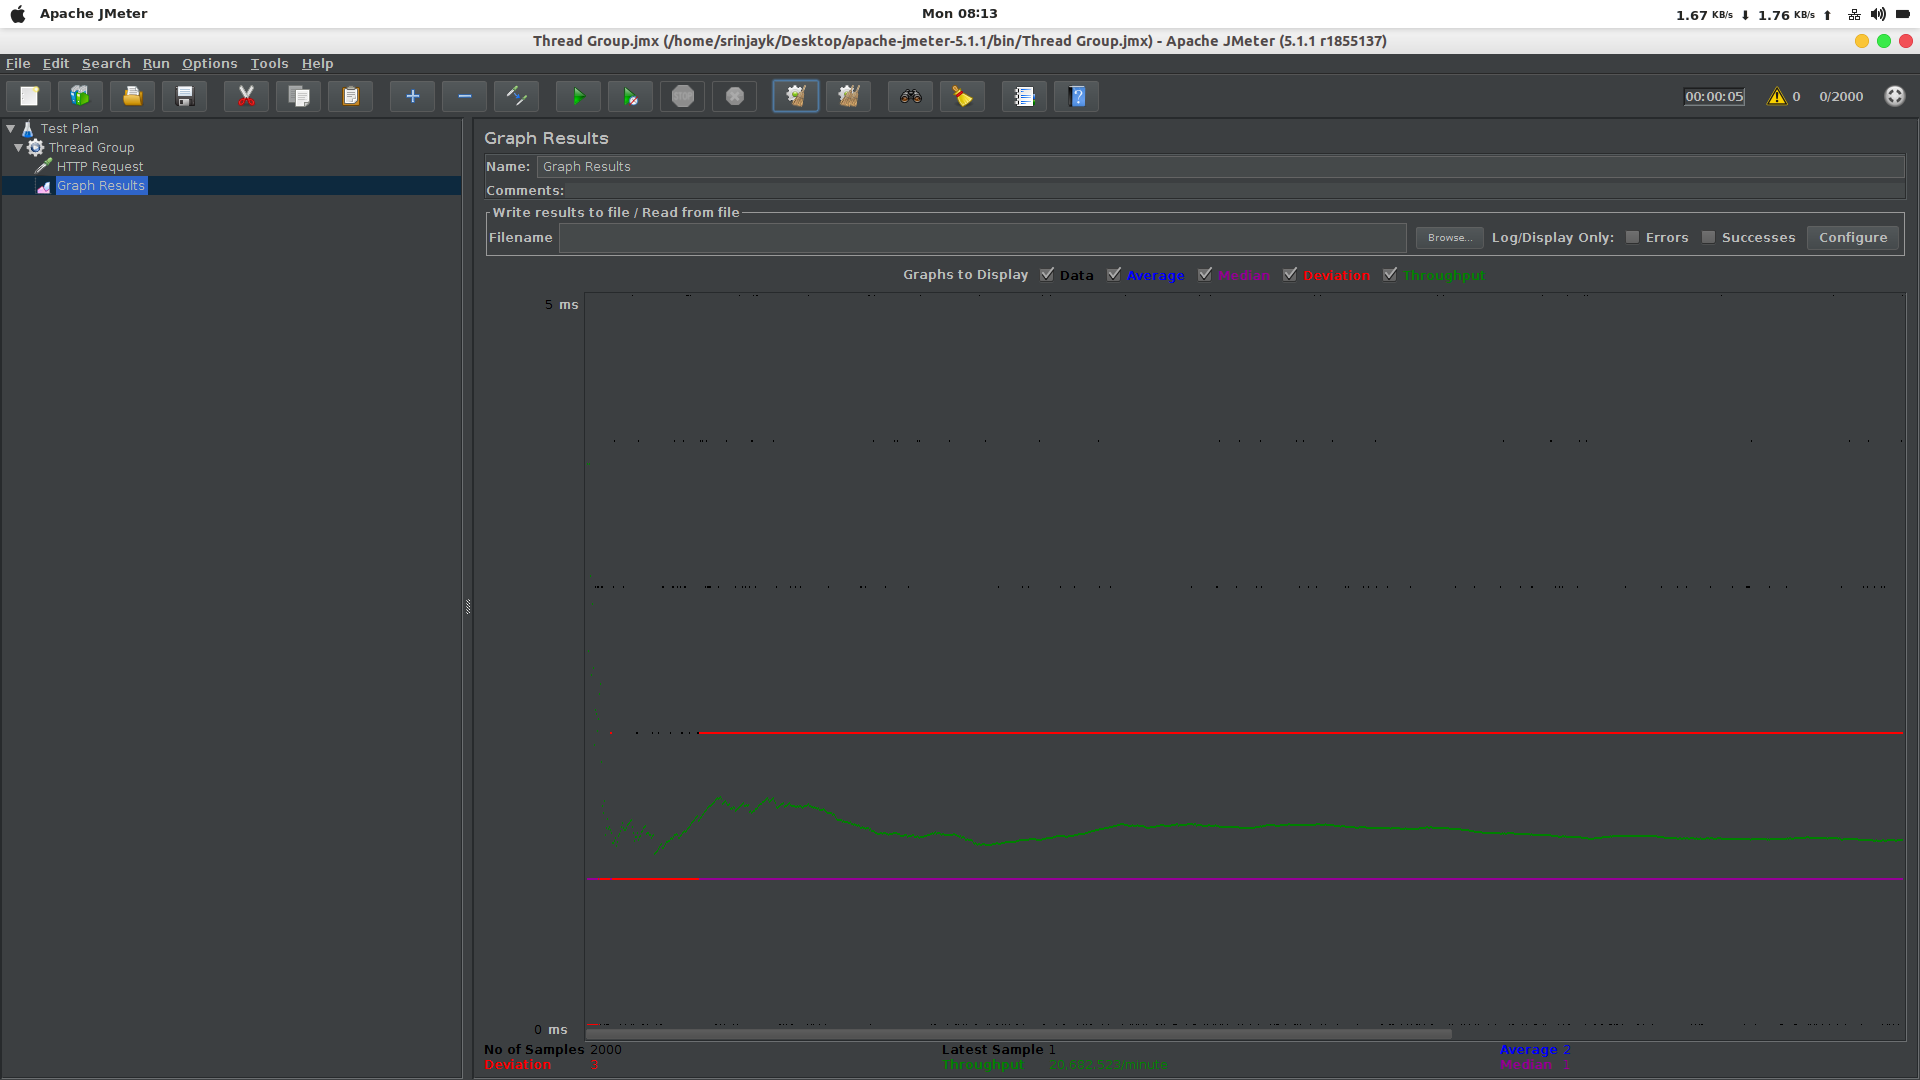 Apache JMeter
Mon 08:13
1.67 KB/s ⬇ 1.76 KB/s ⬆
Thread Group.jmx (/home/srinjayk/Desktop/apache-jmeter-5.1.1/bin/Thread Group.jmx) - Apache JMeter (5.1.1 r1855137)
File Edit Search Run Options Tools Help
STOP
00:00:05
0
0/2000
Test Plan
Thread Group
HTTP Request
Graph Results
Graph Results
Name: Graph Results
Comments:
Write results to file / Read from file
Filename Browse... Log/Display Only: Errors Successes Configure
Graphs to Display Data Average Median Deviation Throughput
5 ms
0 ms
No of Samples 2000 Latest Sample 1 Average 2
Deviation 3 Throughput 20,682.523/minute Median 1